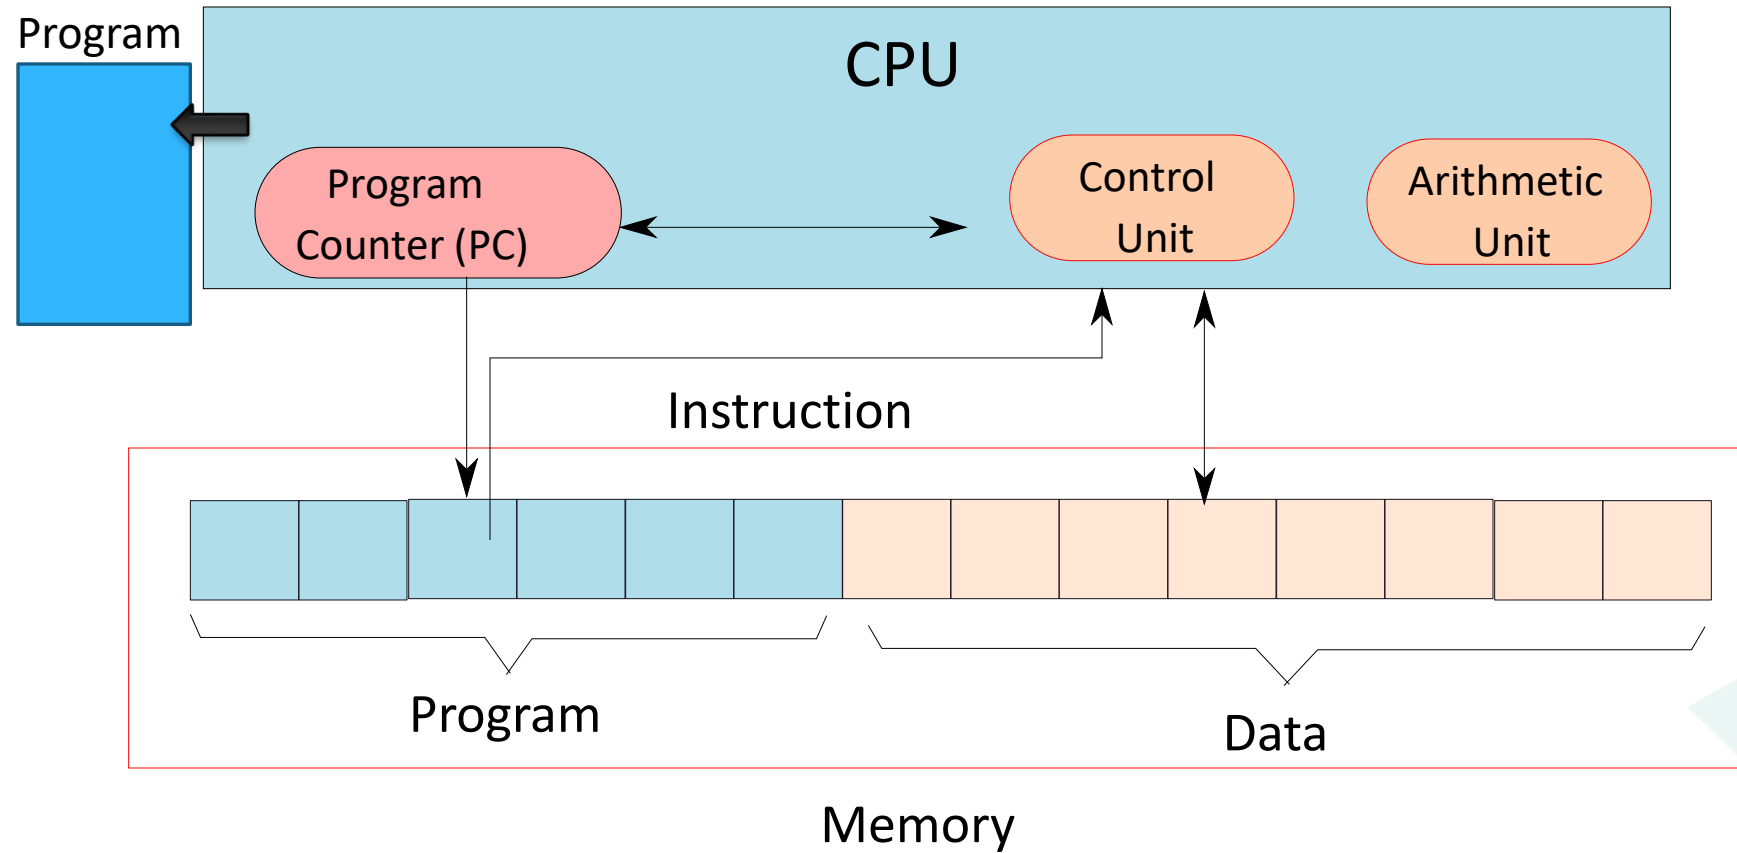 Program
CPU
Program
Counter (PC)
Control
Unit
Arithmetic
Unit
Instruction
Program
Data
Memory